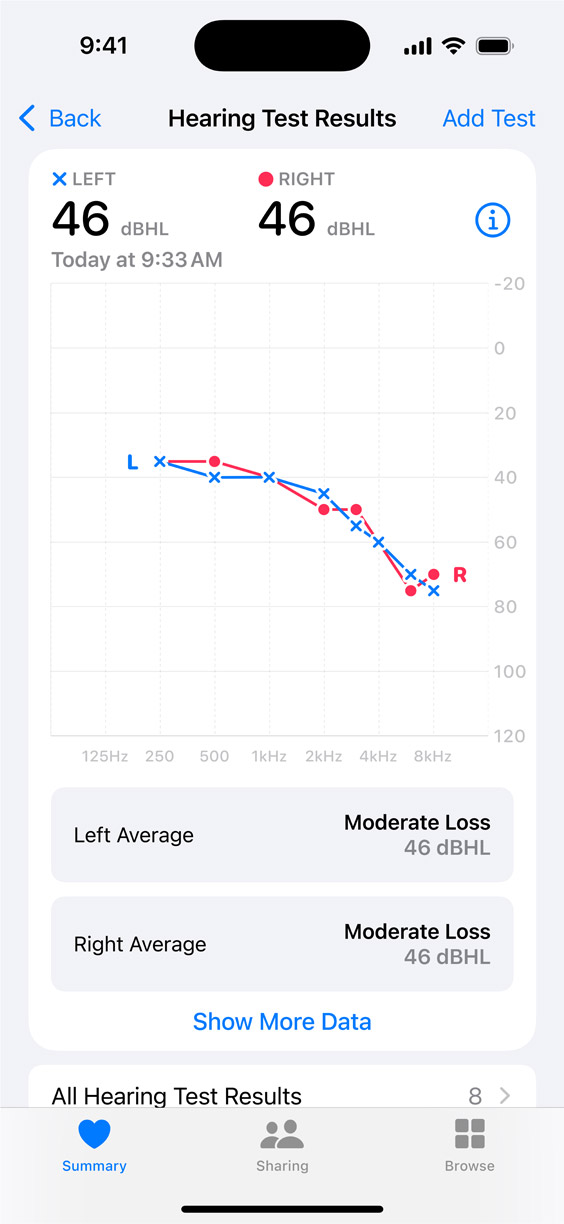 9:41
Back Hearing Test Results Add Test
LEFT RIGHT
46 dBHL 46 dBHL
Today at 9:33 AM
-20
0
20
L 40
60
R
80
100
120
125Hz 250 500 1kHz 2kHz 4kHz 8kHz
Left Average Moderate Loss
46 dBHL
Right Average Moderate Loss
46 dBHL
Show More Data
All Hearing Test Results 8
Summary Sharing Browse